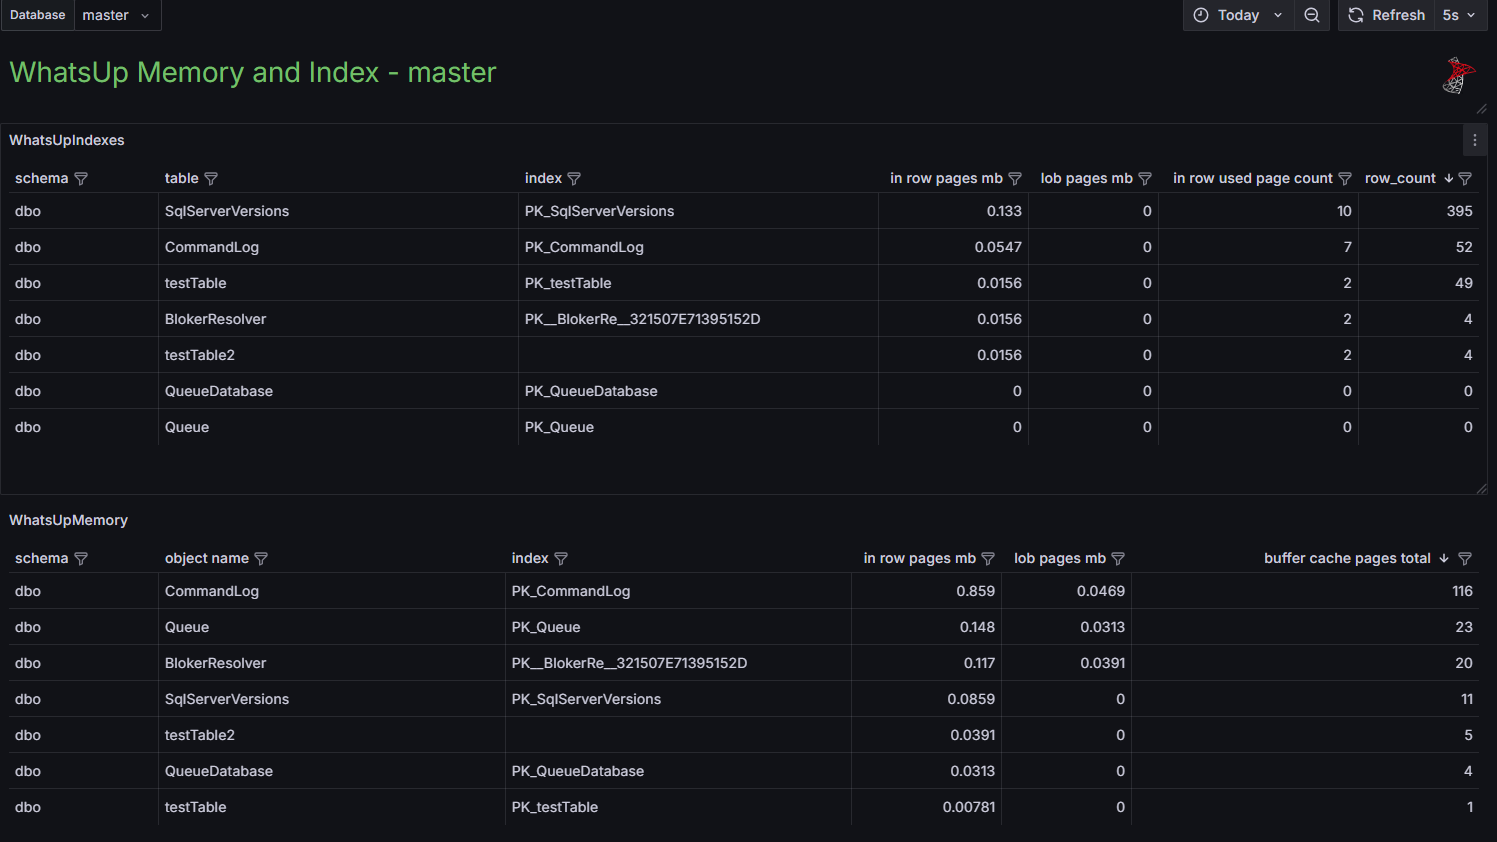 Database master Today Refresh 5s
WhatsUp Memory and Index - master
WhatsUpIndexes
schema table index in row pages mb lob pages mb in row used page count row_count
dbo SqlServerVersions PK_SqlServerVersions 0.133 0 10 395
dbo CommandLog PK_CommandLog 0.0547 0 7 52
dbo testTable PK_testTable 0.0156 0 2 49
dbo BlokerResolver PK__BlokerRe__321507E71395152D 0.0156 0 2 4
dbo testTable2 0.0156 0 2 4
dbo QueueDatabase PK_QueueDatabase 0 0 0 0
dbo Queue PK_Queue 0 0 0 0
WhatsUpMemory
schema object name index in row pages mb lob pages mb buffer cache pages total
dbo CommandLog PK_CommandLog 0.859 0.0469 116
dbo Queue PK_Queue 0.148 0.0313 23
dbo BlokerResolver PK__BlokerRe__321507E71395152D 0.117 0.0391 20
dbo SqlServerVersions PK_SqlServerVersions 0.0859 0 11
dbo testTable2 0.0391 0 5
dbo QueueDatabase PK_QueueDatabase 0.0313 0 4
dbo testTable PK_testTable 0.00781 0 1